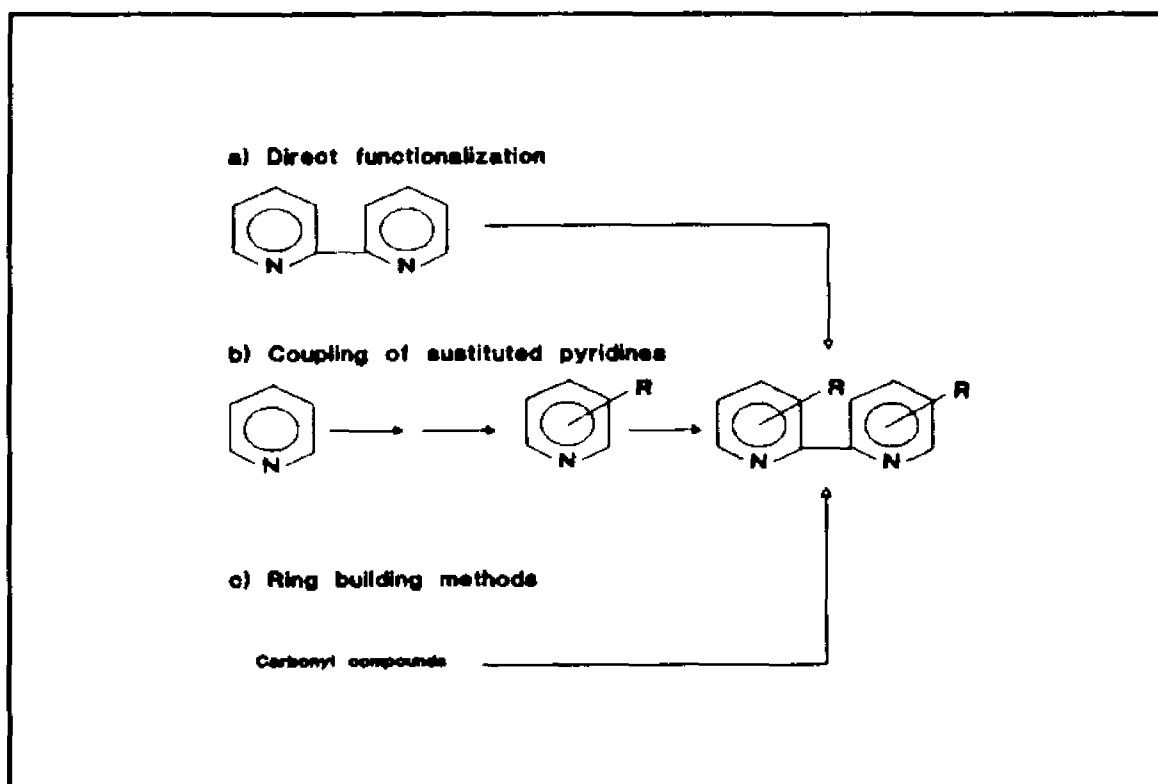 a) Direct functionalization
N N
b) Coupling of sustituted pyridines
R R R
N N N N
c) Ring building methods
Carbonyl compounds